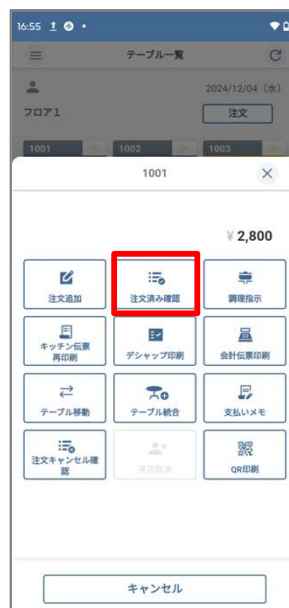 16:55
テーブル一覧
2024/12/04（水）
フロア1
注文
1001
1002
1003
1001
¥ 2,800
注文追加
注文済み確認
調理指示
キッチン伝票
再印刷
デシャップ印刷
会計伝票印刷
テーブル移動
テーブル統合
支払いメモ
注文キャンセル確
認
来店取消
QR印刷
キャンセル